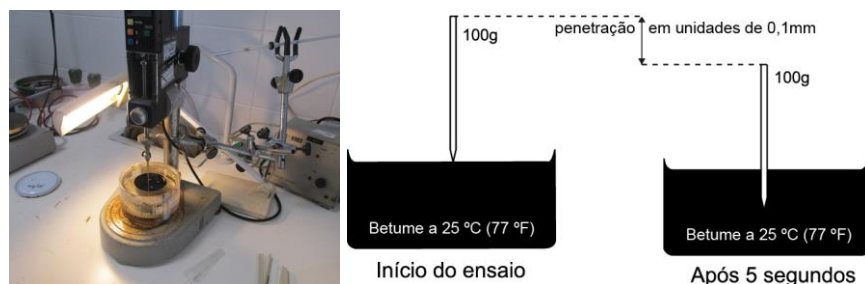 100g
penetração em unidades de 0,1mm
100g
Betume a 25 ºC (77 ºF)
Betume a 25 ºC (77 ºF)
Início do ensaio
Após 5 segundos